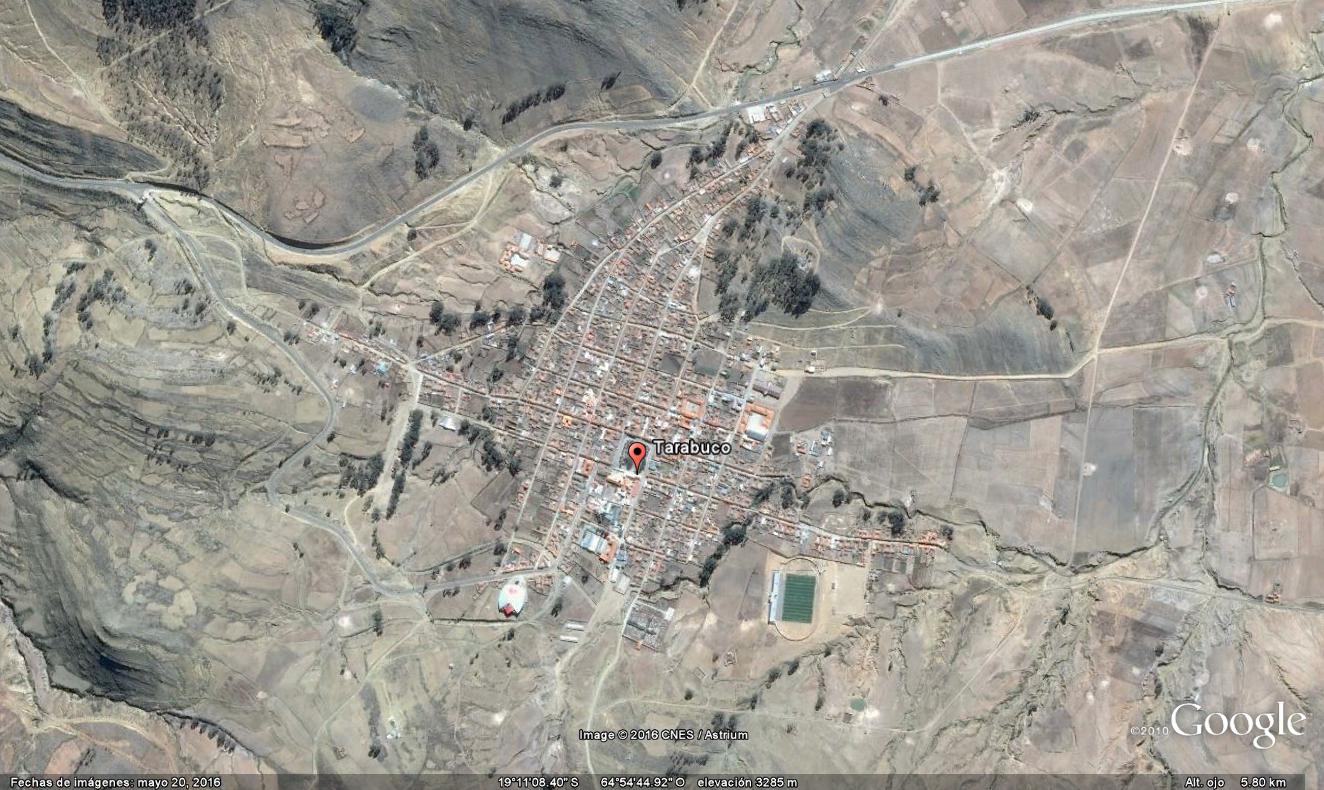 Tarabuco
Image © 2016 CNES / Astrium
©2010 Google
Fechas de imágenes: mayo 20, 2016 19°11'08.40" S 64°54'44.92" O elevación 3285 m Alt. ojo 5.80 km